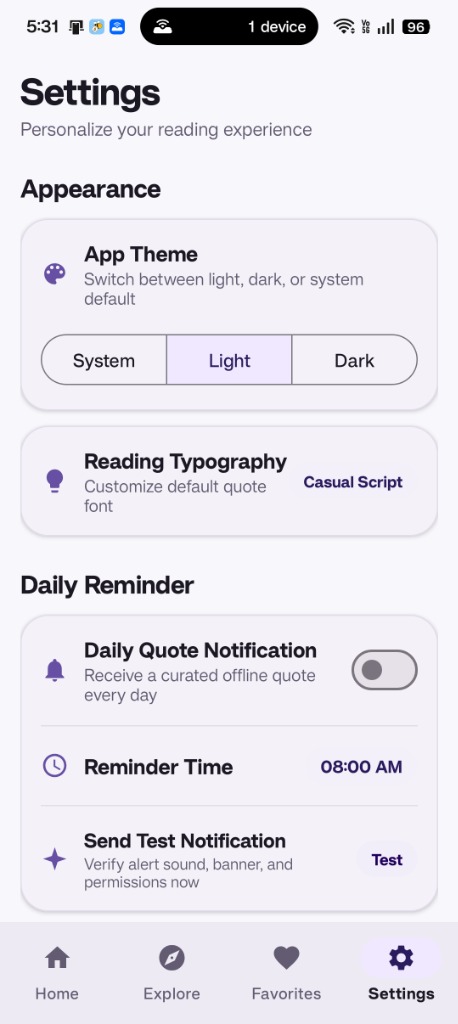 5:31
1 device
Vo
5G
96
Settings
Personalize your reading experience
Appearance
App Theme
Switch between light, dark, or system
default
System Light Dark
Reading Typography
Customize default quote
font
Casual Script
Daily Reminder
Daily Quote Notification
Receive a curated offline quote
every day
Reminder Time
08:00 AM
Send Test Notification
Verify alert sound, banner, and
permissions now
Test
Home Explore Favorites Settings